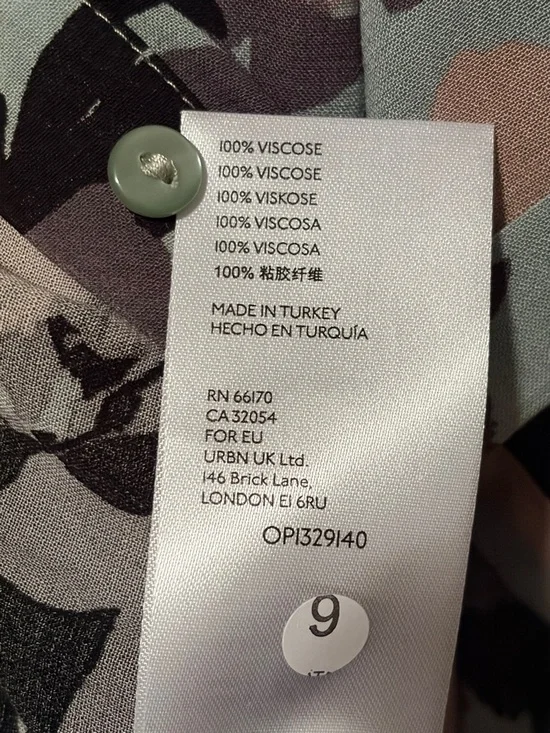 100% VISCOSE
100% VISCOSE
100% VISKOSE
100% VISCOSA
100% VISCOSA
100% 粘胶纤维
MADE IN TURKEY
HECHO EN TURQUÍA
RN 66170
CA 32054
FOR EU
URBN UK Ltd.
146 Brick Lane,
LONDON E1 6RU
OP1329140
9